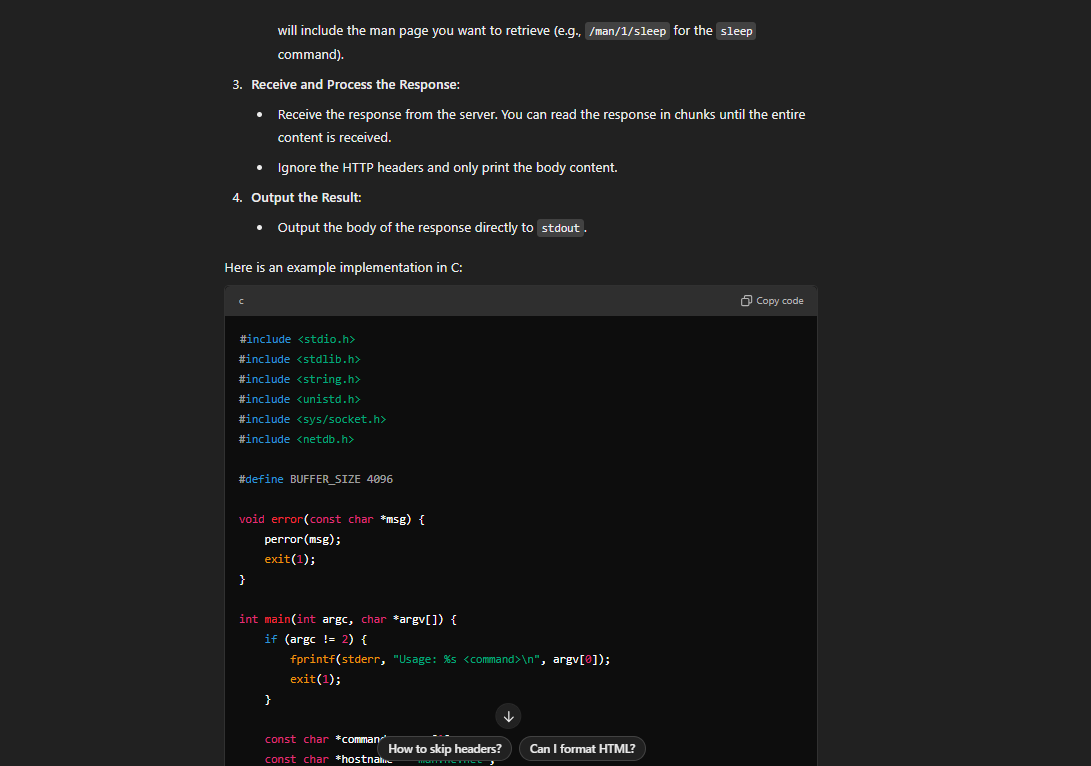 will include the man page you want to retrieve (e.g., /man/1/sleep for the sleep
command).
3. Receive and Process the Response:
• Receive the response from the server. You can read the response in chunks until the entire
content is received.
• Ignore the HTTP headers and only print the body content.
4. Output the Result:
• Output the body of the response directly to stdout.
Here is an example implementation in C:
c Copy code
#include <stdio.h>
#include <stdlib.h>
#include <string.h>
#include <unistd.h>
#include <sys/socket.h>
#include <netdb.h>
#define BUFFER_SIZE 4096
void error(const char *msg) {
perror(msg);
exit(1);
}
int main(int argc, char *argv[]) {
if (argc != 2) {
fprintf(stderr, "Usage: %s <command>\n", argv[0]);
exit(1);
}
const char *command
How to skip headers? Can I format HTML?
const char *hostname